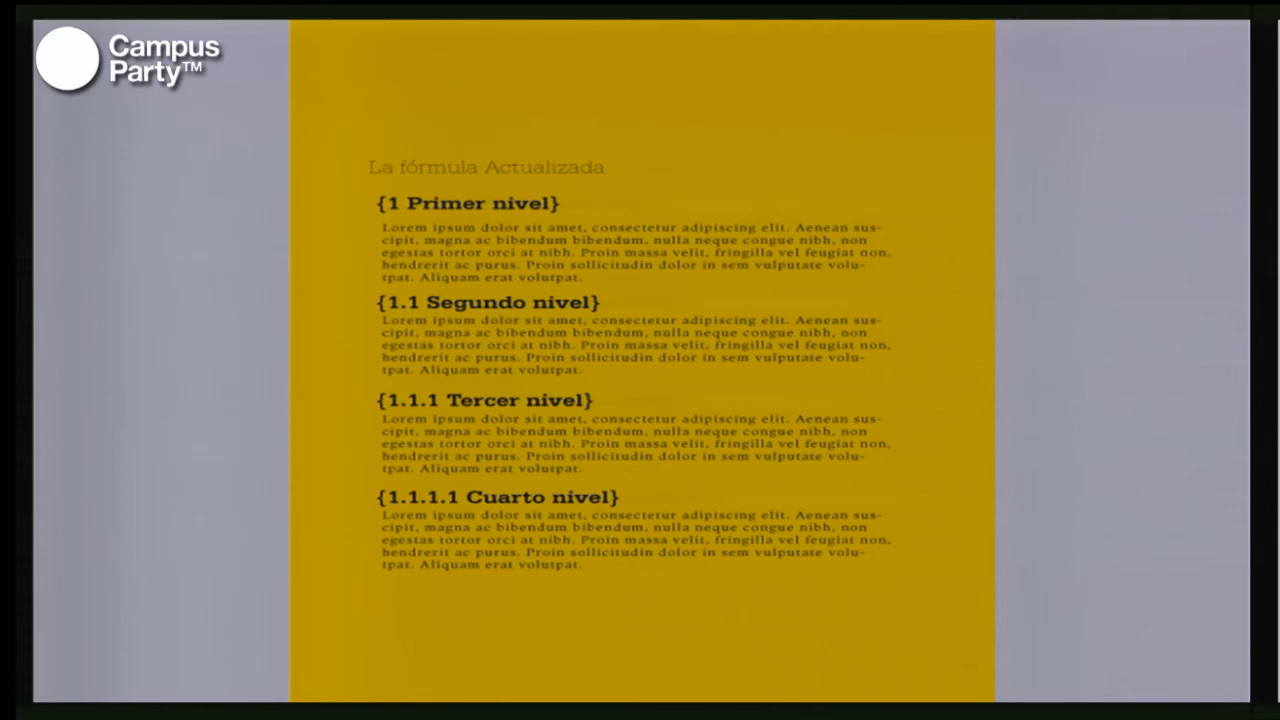 Campus
Party™
La fórmula Actualizada
{1 Primer nivel}
Lorem ipsum dolor sit amet, consectetur adipiscing elit. Aenean sus-
cipit, magna ac bibendum bibendum, nulla neque congue nibh, non
egestas tortor orci at nibh. Proin massa velit, fringilla vel feugiat non,
hendrerit ac purus. Proin sollicitudin dolor in sem vulputate volu-
tpat. Aliquam erat volutpat.
{1.1 Segundo nivel}
Lorem ipsum dolor sit amet, consectetur adipiscing elit. Aenean sus-
cipit, magna ac bibendum bibendum, nulla neque congue nibh, non
egestas tortor orci at nibh. Proin massa velit, fringilla vel feugiat non,
hendrerit ac purus. Proin sollicitudin dolor in sem vulputate volu-
tpat. Aliquam erat volutpat.
{1.1.1 Tercer nivel}
Lorem ipsum dolor sit amet, consectetur adipiscing elit. Aenean sus-
cipit, magna ac bibendum bibendum, nulla neque congue nibh, non
egestas tortor orci at nibh. Proin massa velit, fringilla vel feugiat non,
hendrerit ac purus. Proin sollicitudin dolor in sem vulputate volu-
tpat. Aliquam erat volutpat.
{1.1.1.1 Cuarto nivel}
Lorem ipsum dolor sit amet, consectetur adipiscing elit. Aenean sus-
cipit, magna ac bibendum bibendum, nulla neque congue nibh, non
egestas tortor orci at nibh. Proin massa velit, fringilla vel feugiat non,
hendrerit ac purus. Proin sollicitudin dolor in sem vulputate volu-
tpat. Aliquam erat volutpat.